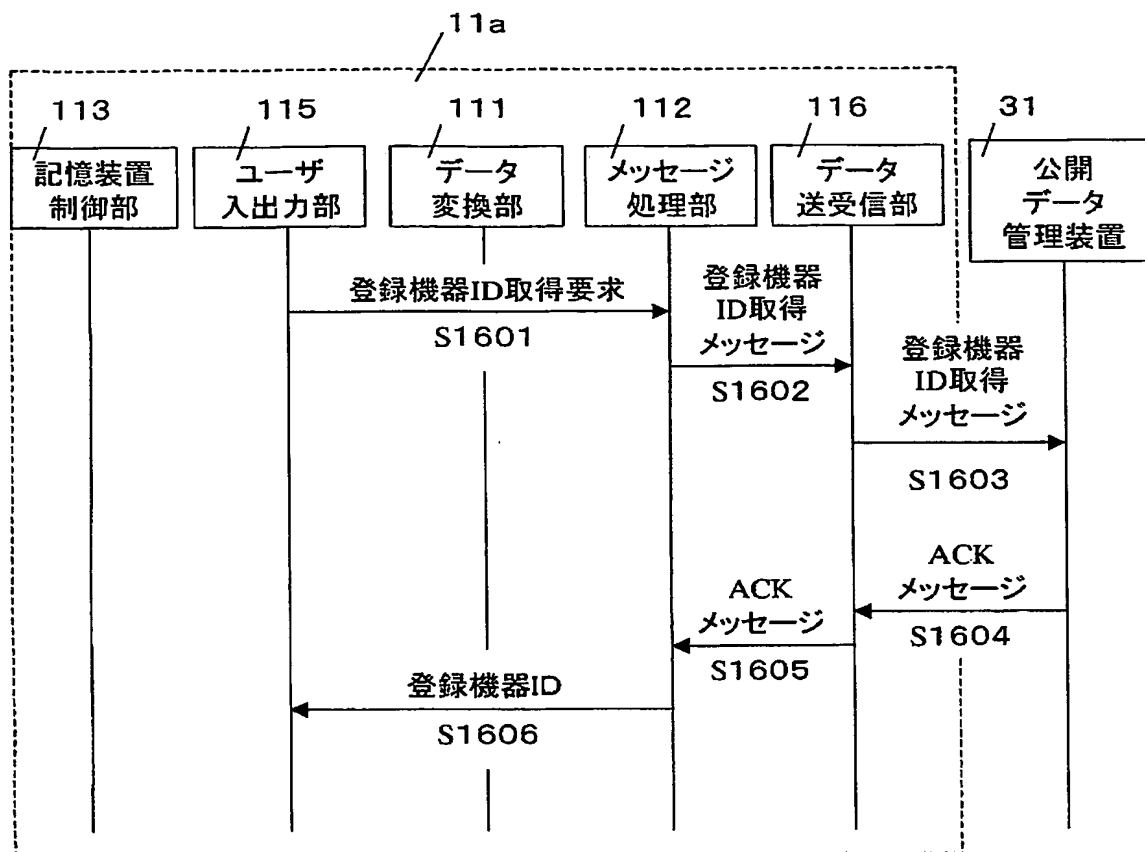 11a
113
115
111
112
116
31
記憶装置
制御部
ユーザ
入出力部
データ
変換部
メッセージ
処理部
データ
送受信部
公開
データ
管理装置
登録機器ID取得要求
S1601
登録機器
ID取得
メッセージ
S1602
登録機器
ID取得
メッセージ
S1603
ACK
メッセージ
S1604
ACK
メッセージ
S1605
登録機器ID
S1606